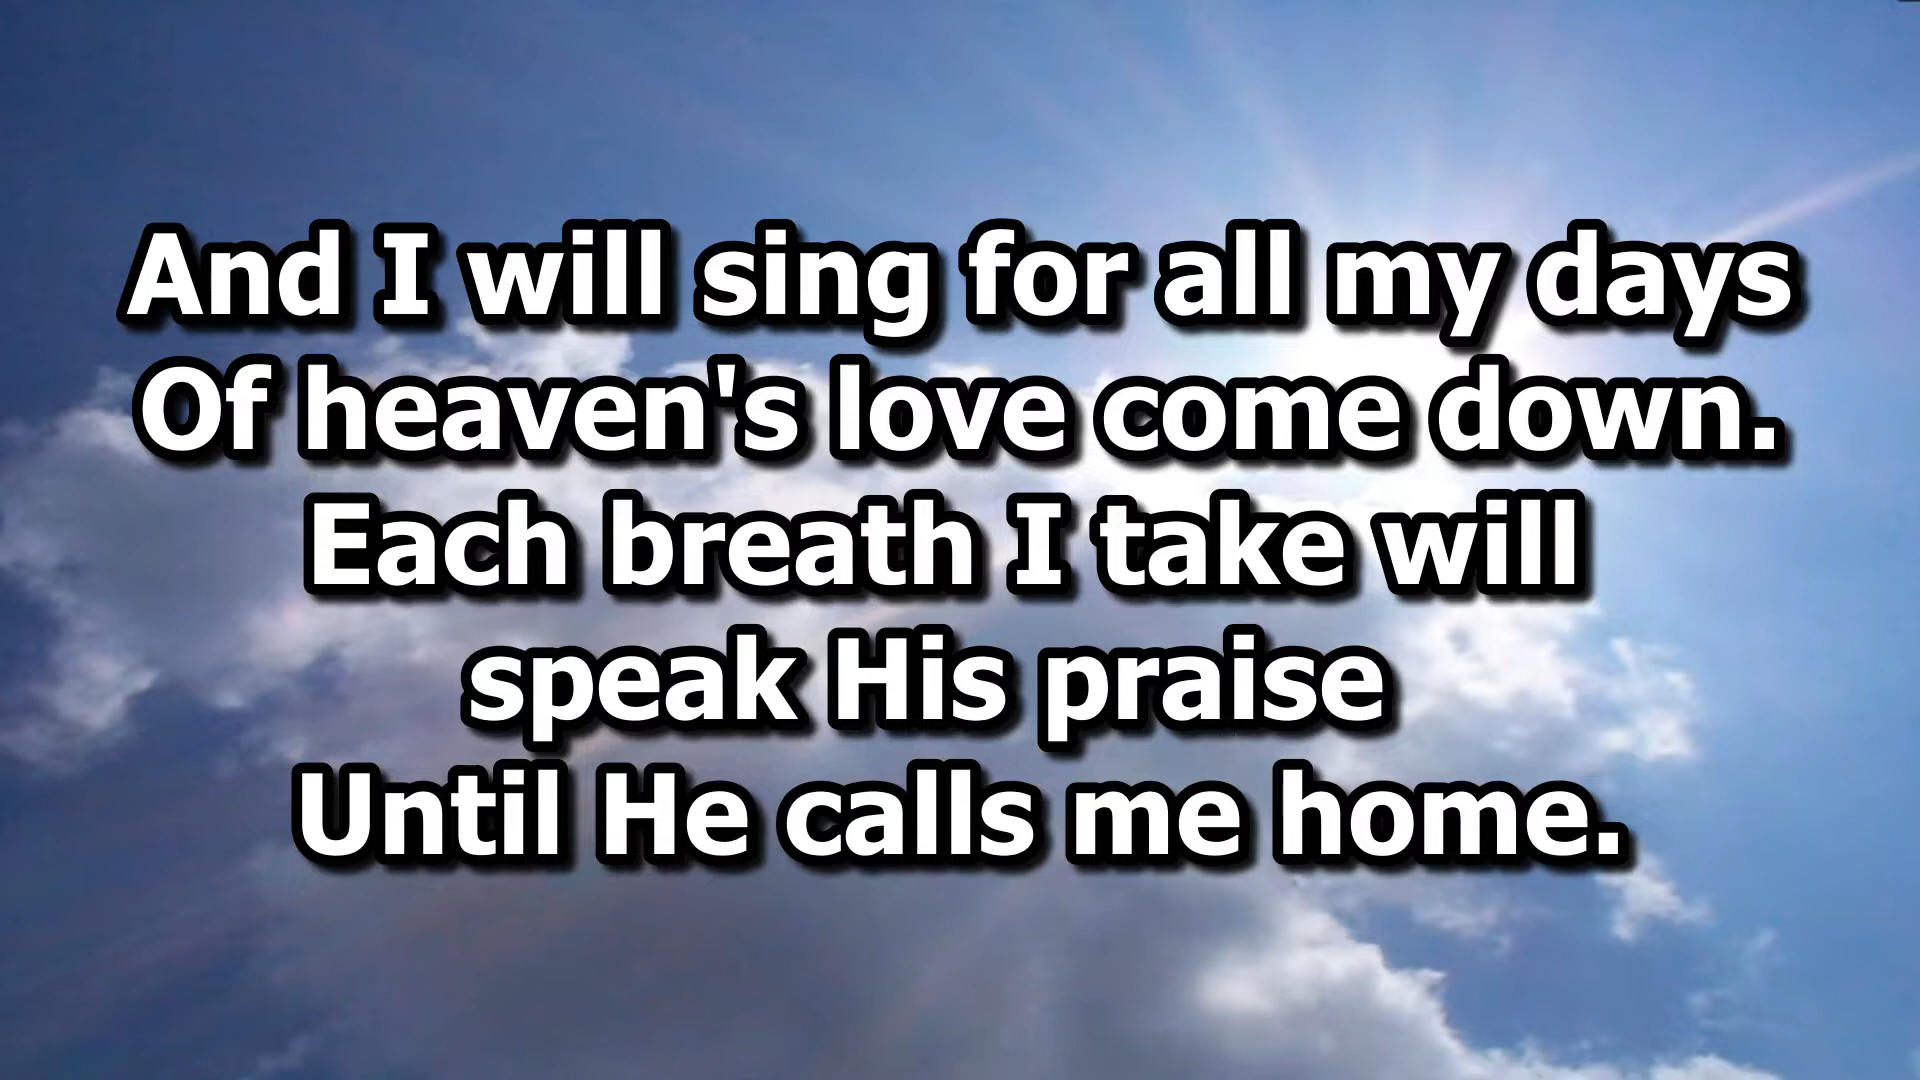 And I will sing for all my days
Of heaven's love come down.
Each breath I take will
speak His praise
Until He calls me home.